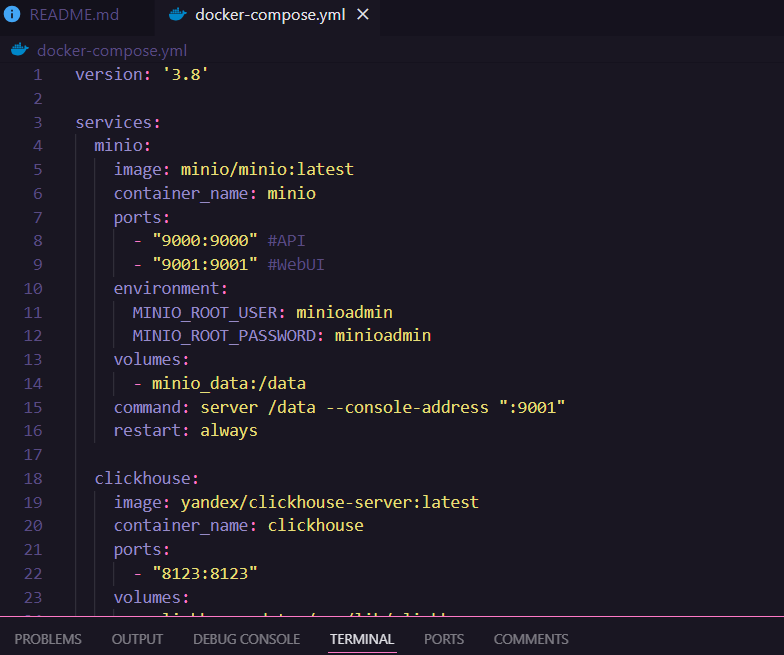 README.md docker-compose.yml
docker-compose.yml
1 version: '3.8'
2
3 services:
4 minio:
5 image: minio/minio:latest
6 container_name: minio
7 ports:
8 - "9000:9000" #API
9 - "9001:9001" #WebUI
10 environment:
11 MINIO_ROOT_USER: minioadmin
12 MINIO_ROOT_PASSWORD: minioadmin
13 volumes:
14 - minio_data:/data
15 command: server /data --console-address ":9001"
16 restart: always
17
18 clickhouse:
19 image: yandex/clickhouse-server:latest
20 container_name: clickhouse
21 ports:
22 - "8123:8123"
23 volumes:
PROBLEMS OUTPUT DEBUG CONSOLE TERMINAL PORTS COMMENTS